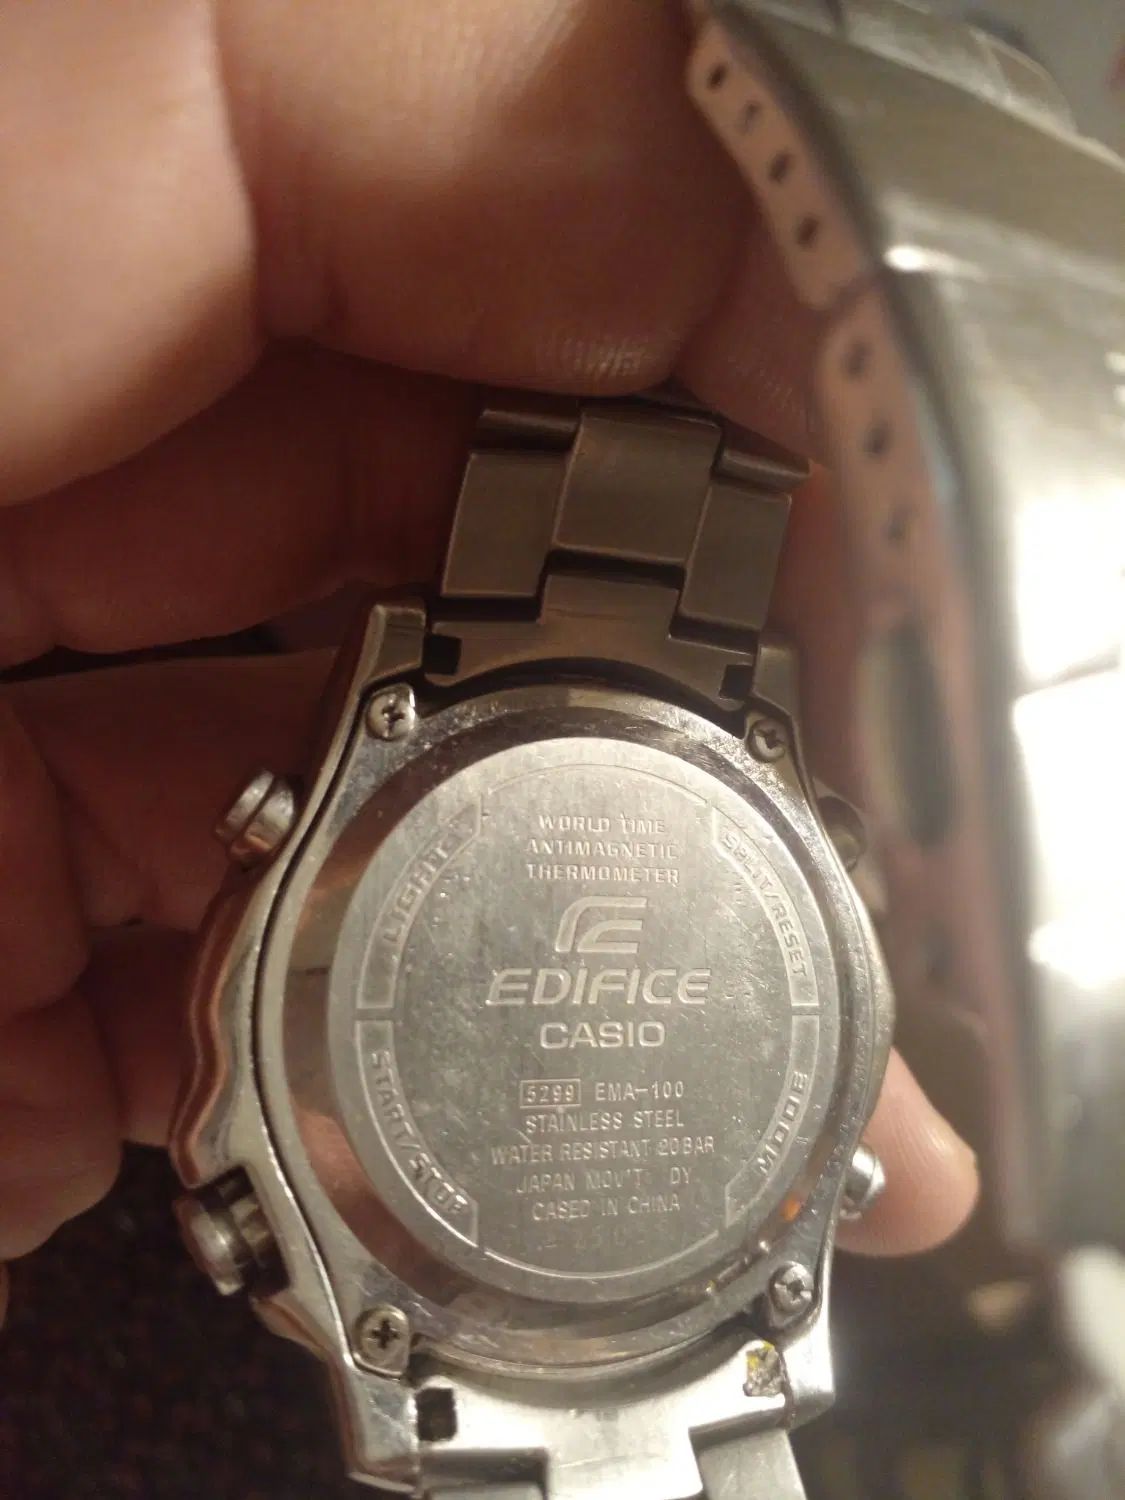 WORLD TIME
ANTIMAGNETIC
THERMOMETER
LIGHT
SPLIT/RESET
EDIFICE
CASIO
5299 EMA-100
STAINLESS STEEL
WATER RESISTANT 20BAR
JAPAN MOV'T DY
CASED IN CHINA
START/STOP
MODE